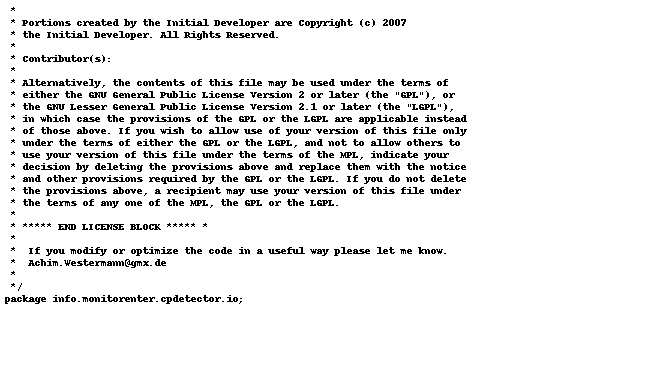 *
* Portions created by the Initial Developer are Copyright (c) 2007
* the Initial Developer. All Rights Reserved.
*
* Contributor(s):
*
* Alternatively, the contents of this file may be used under the terms of
* either the GNU General Public License Version 2 or later (the "GPL"), or
* the GNU Lesser General Public License Version 2.1 or later (the "LGPL"),
* in which case the provisions of the GPL or the LGPL are applicable instead
* of those above. If you wish to allow use of your version of this file only
* under the terms of either the GPL or the LGPL, and not to allow others to
* use your version of this file under the terms of the MPL, indicate your
* decision by deleting the provisions above and replace them with the notice
* and other provisions required by the GPL or the LGPL. If you do not delete
* the provisions above, a recipient may use your version of this file under
* the terms of any one of the MPL, the GPL or the LGPL.
*
* ***** END LICENSE BLOCK ***** *
*
*  If you modify or optimize the code in a useful way please let me know.
*  Achim.Westermann@gmx.de
*
*/
package info.monitorenter.cpdetector.io;